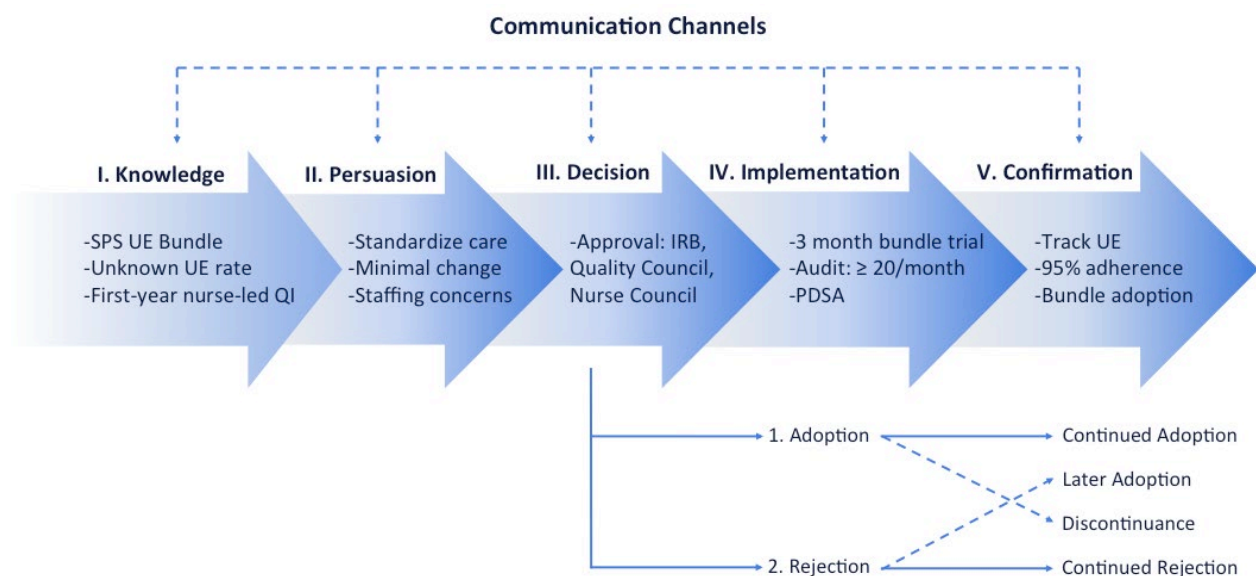 Communication Channels
I. Knowledge
-SPS UE Bundle
-Unknown UE rate
-First-year nurse-led QI
II. Persuasion
-Standardize care
-Minimal change
-Staffing concerns
III. Decision
-Approval: IRB,
Quality Council,
Nurse Council
IV. Implementation
-3 month bundle trial
-Audit: ≥ 20/month
-PDSA
V. Confirmation
-Track UE
-95% adherence
-Bundle adoption
1. Adoption
Continued Adoption
Later Adoption
Discontinuance
2. Rejection
Continued Rejection